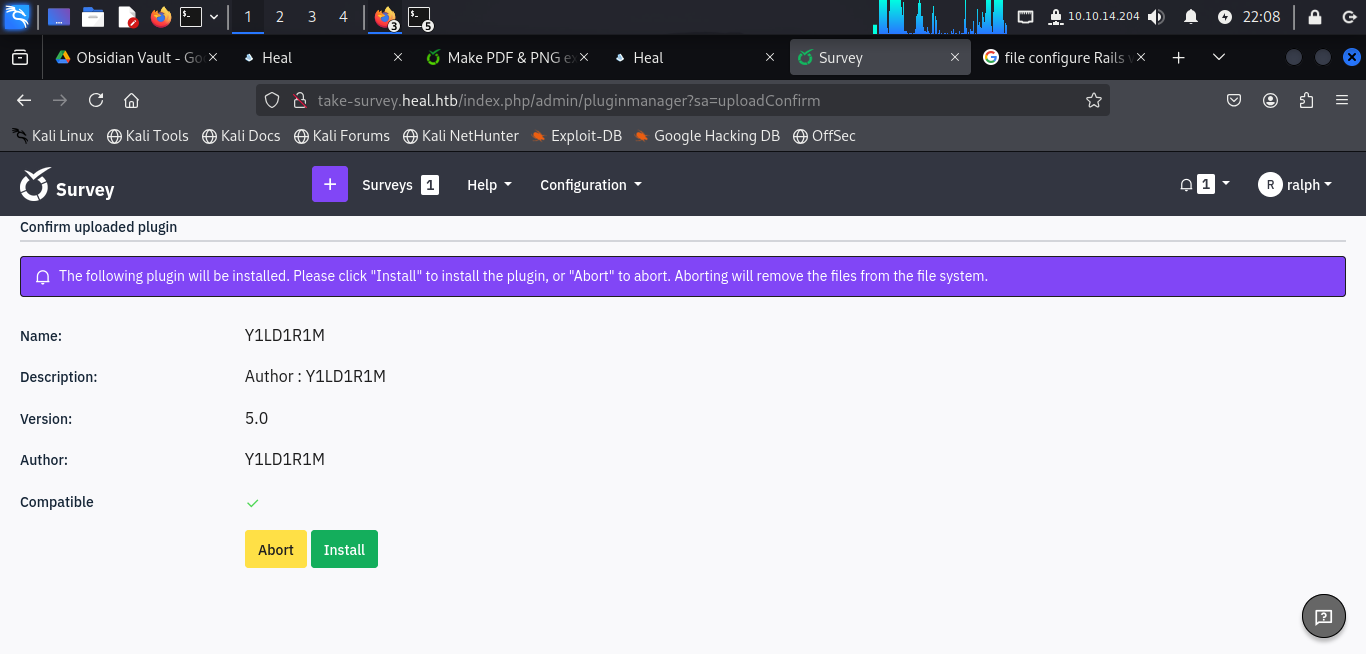 1 2 3 4 3 5 10.10.14.204 22:08
Obsidian Vault - Goo Heal Make PDF & PNG ex Heal Survey file configure Rails v
take-survey.heal.htb/index.php/admin/pluginmanager?sa=uploadConfirm
Kali Linux Kali Tools Kali Docs Kali Forums Kali NetHunter Exploit-DB Google Hacking DB OffSec
Survey + Surveys 1 Help Configuration 1 R ralph
Confirm uploaded plugin
The following plugin will be installed. Please click "Install" to install the plugin, or "Abort" to abort. Aborting will remove the files from the file system.
Name: Y1LD1R1M
Description: Author : Y1LD1R1M
Version: 5.0
Author: Y1LD1R1M
Compatible
Abort Install